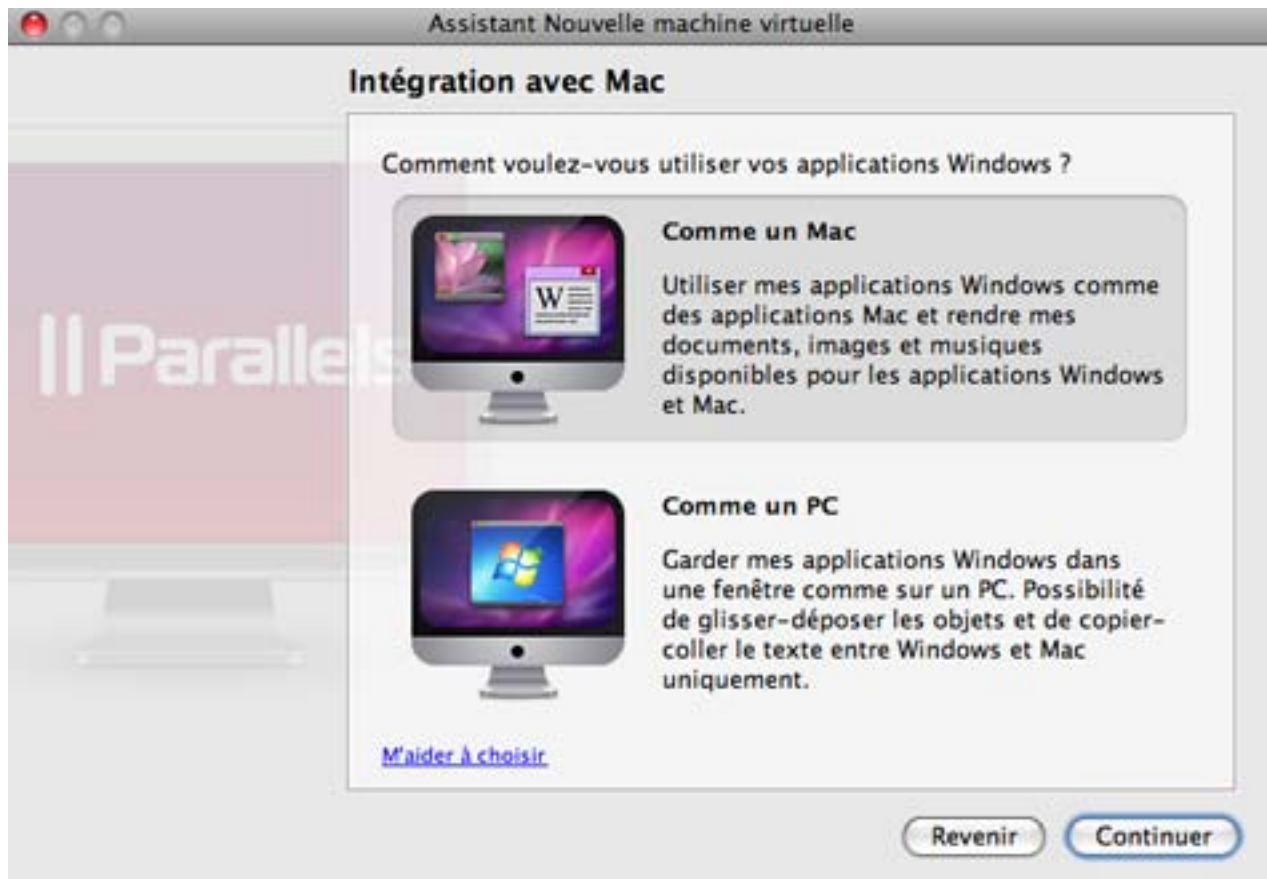 Assistant Nouvelle machine virtuelle
Intégration avec Mac
Comment voulez-vous utiliser vos applications Windows ?
|| Parallels
Comme un Mac
Utiliser mes applications Windows comme
des applications Mac et rendre mes
documents, images et musiques
disponibles pour les applications Windows
et Mac.
W
Comme un PC
Garder mes applications Windows dans
une fenêtre comme sur un PC. Possibilité
de glisser-déposer les objets et de copier-
coller le texte entre Windows et Mac
uniquement.
M'aider à choisir
Revenir
Continuer